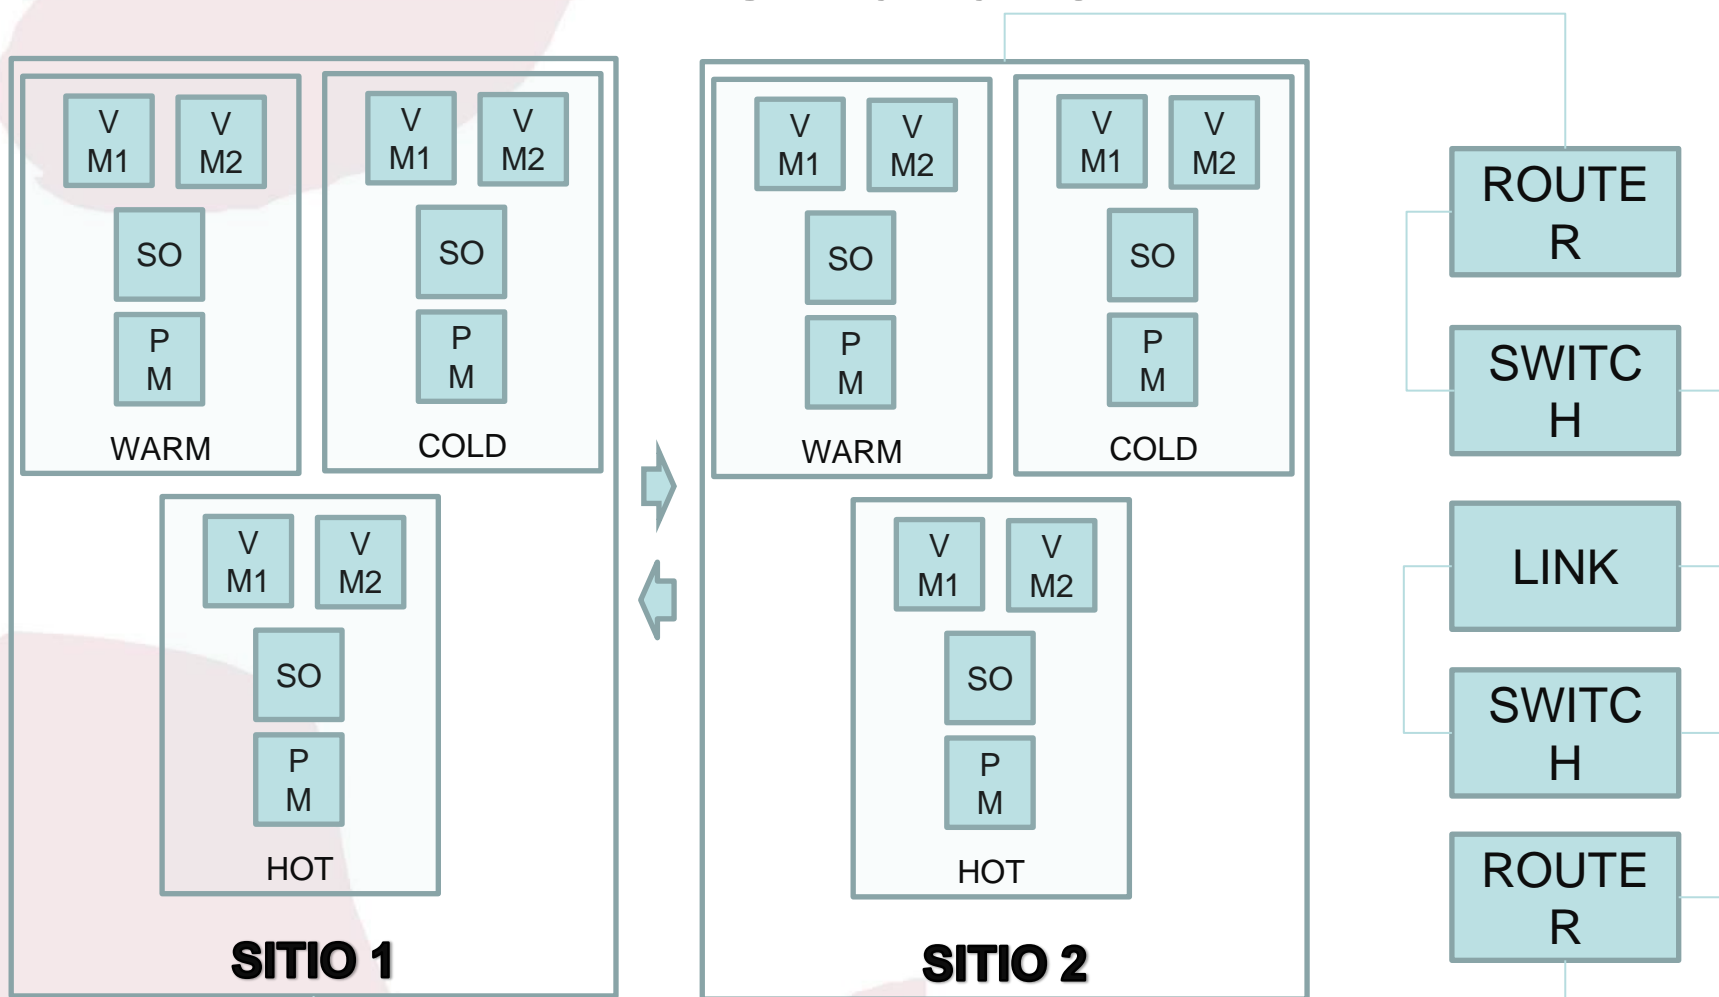 V
M1
V
M2
SO
P
M
WARM
V
M1
V
M2
SO
P
M
COLD
V
M1
V
M2
SO
P
M
HOT
SITIO 1
V
M1
V
M2
SO
P
M
WARM
V
M1
V
M2
SO
P
M
COLD
V
M1
V
M2
SO
P
M
HOT
SITIO 2
ROUTE
R
SWITC
H
LINK
SWITC
H
ROUTE
R